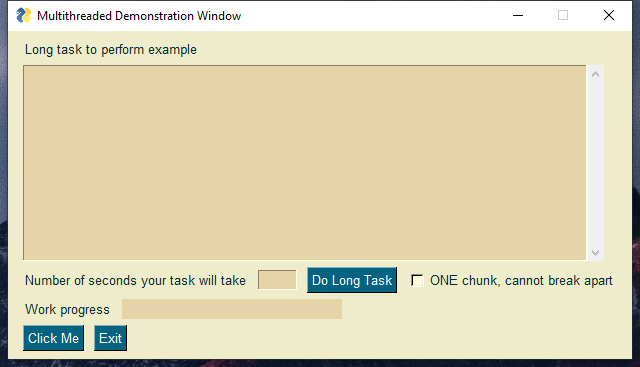 Multithreaded Demonstration Window
Long task to perform example
Number of seconds your task will take Do Long Task ONE chunk, cannot break apart
Work progress
Click Me Exit